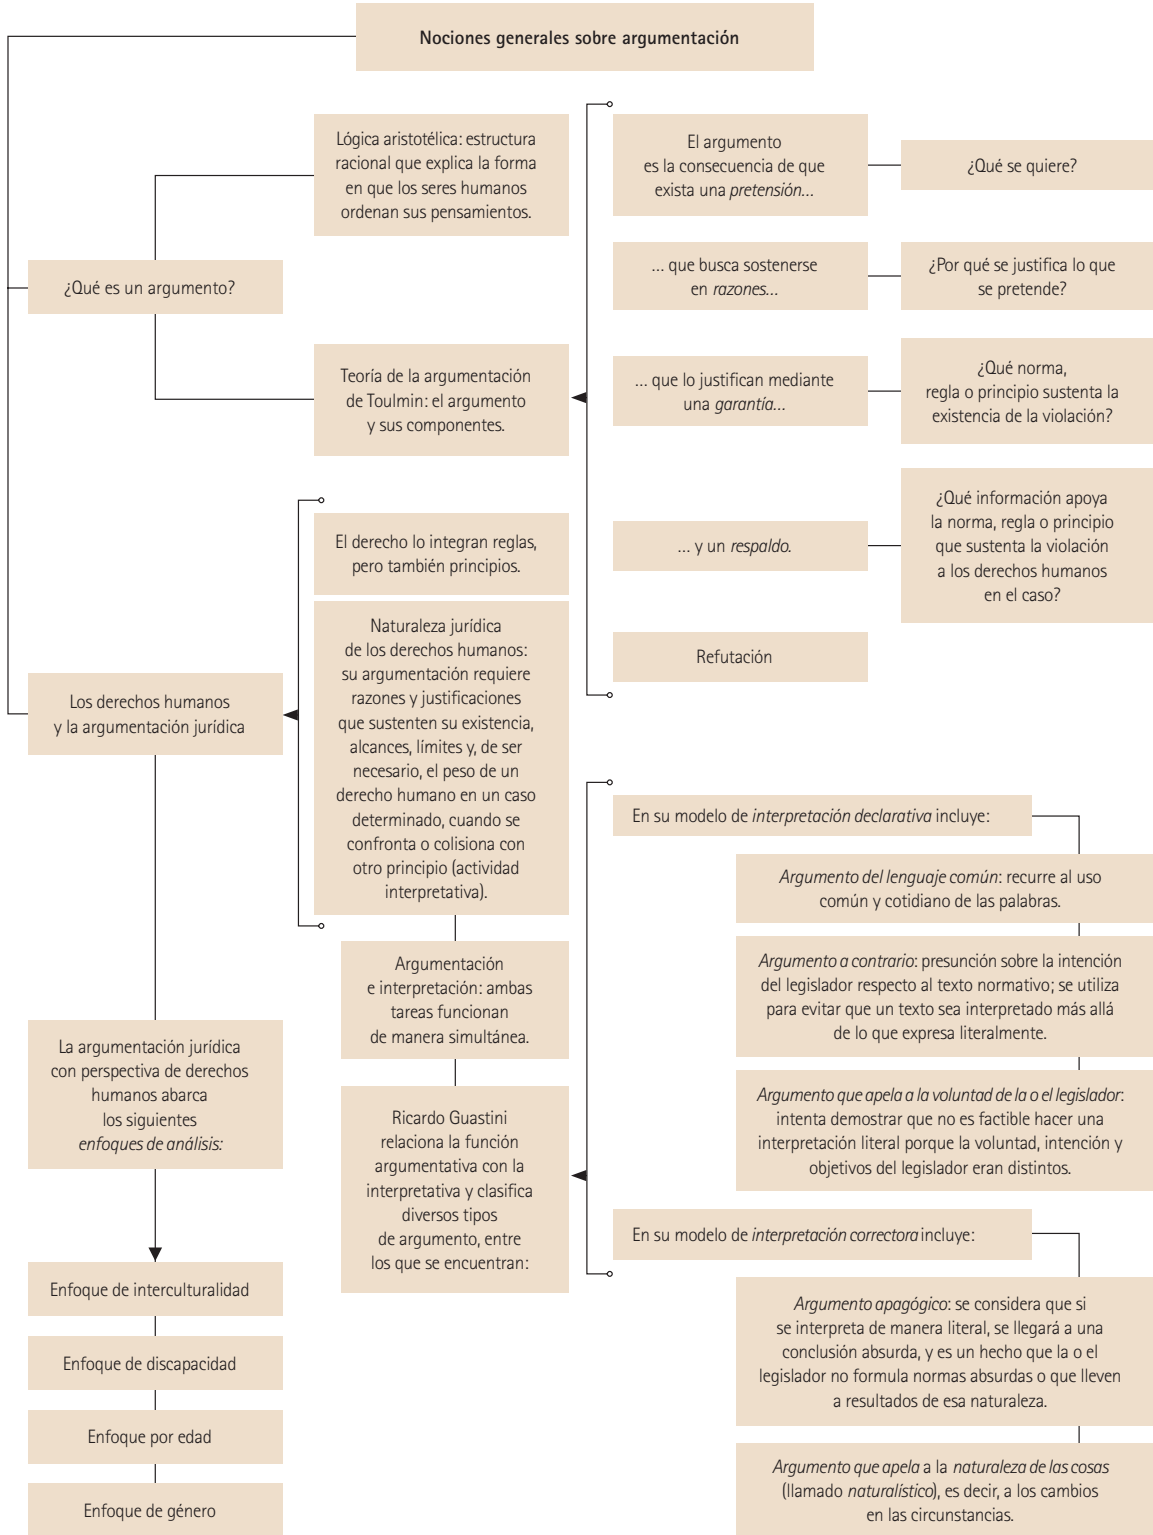 Nociones generales sobre argumentación
¿Qué es un argumento?
Lógica aristotélica: estructura
racional que explica la forma
en que los seres humanos
ordenan sus pensamientos.
Teoría de la argumentación
de Toulmin: el argumento
y sus componentes.
El argumento
es la consecuencia de que
exista una pretensión...
¿Qué se quiere?
... que busca sostenerse
en razones...
¿Por qué se justifica lo que
se pretende?
... que lo justifican mediante
una garantía...
¿Qué norma,
regla o principio sustenta la
existencia de la violación?
... y un respaldo.
¿Qué información apoya
la norma, regla o principio
que sustenta la violación
a los derechos humanos
en el caso?
Refutación
Los derechos humanos
y la argumentación jurídica
El derecho lo integran reglas,
pero también principios.
Naturaleza jurídica
de los derechos humanos:
su argumentación requiere
razones y justificaciones
que sustenten su existencia,
alcances, límites y, de ser
necesario, el peso de un
derecho humano en un caso
determinado, cuando se
confronta o colisiona con
otro principio (actividad
interpretativa).
Argumentación
e interpretación: ambas
tareas funcionan
de manera simultánea.
Ricardo Guastini
relaciona la función
argumentativa con la
interpretativa y clasifica
diversos tipos
de argumento, entre
los que se encuentran:
En su modelo de interpretación declarativa incluye:
Argumento del lenguaje común: recurre al uso
común y cotidiano de las palabras.
Argumento a contrario: presunción sobre la intención
del legislador respecto al texto normativo; se utiliza
para evitar que un texto sea interpretado más allá
de lo que expresa literalmente.
Argumento que apela a la voluntad de la o el legislador:
intenta demostrar que no es factible hacer una
interpretación literal porque la voluntad, intención y
objetivos del legislador eran distintos.
En su modelo de interpretación correctora incluye:
Argumento apagógico: se considera que si
se interpreta de manera literal, se llegará a una
conclusión absurda, y es un hecho que la o el
legislador no formula normas absurdas o que lleven
a resultados de esa naturaleza.
Argumento que apela a la naturaleza de las cosas
(llamado naturalístico), es decir, a los cambios
en las circunstancias.
La argumentación jurídica
con perspectiva de derechos
humanos abarca
los siguientes
enfoques de análisis:
Enfoque de interculturalidad
Enfoque de discapacidad
Enfoque por edad
Enfoque de género